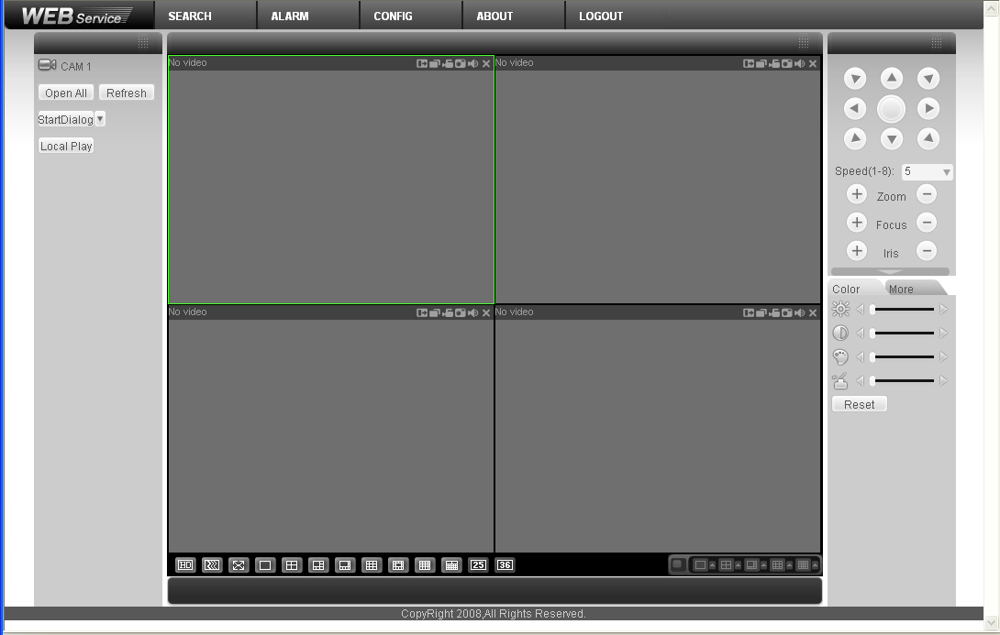 WEB Service SEARCH ALARM CONFIG ABOUT LOGOUT
CAM 1
Open All Refresh
StartDialog
Local Play
No video No video
No video No video
Speed(1-8): 5
Zoom
Focus
Iris
Color More
Reset
HD 25 36
CopyRight 2008,All Rights Reserved.